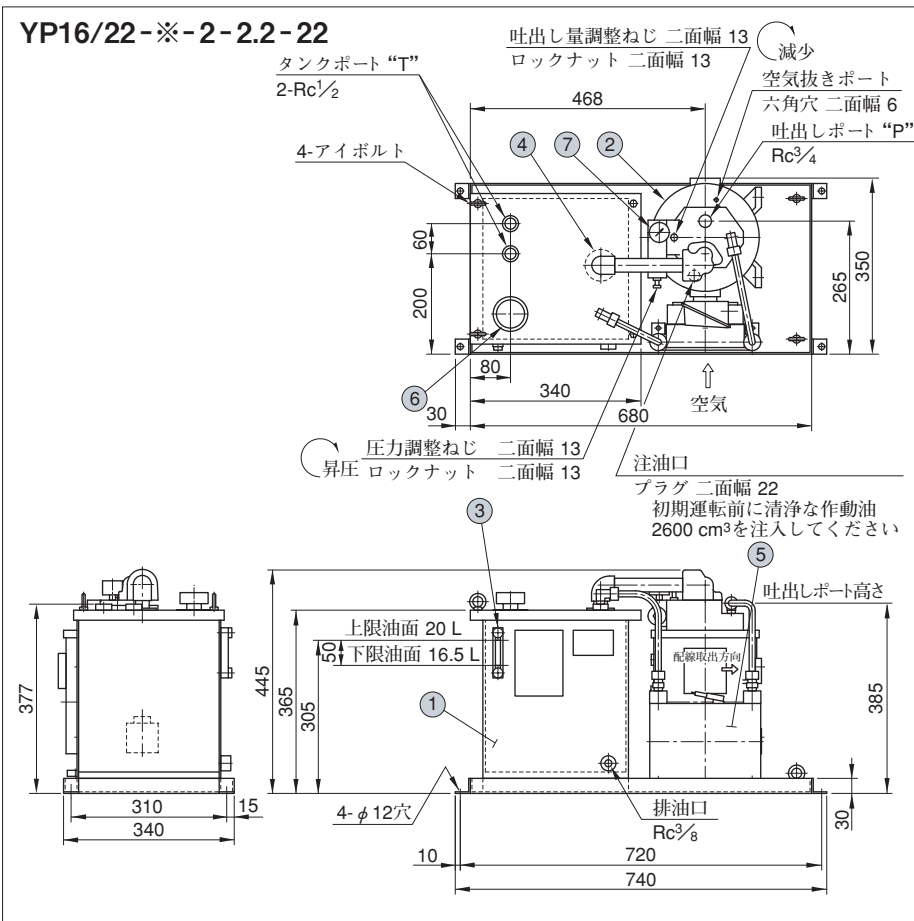 YP16/22-※-2-2.2-22
吐出し量調整ねじ 二面幅 13
ロックナット 二面幅 13
減少
タンクポート “T”
2-Rc1/2
空気抜きポート
六角穴 二面幅 6
468
吐出しポート “P”
Rc3/4
4-アイボルト
4
7
2
60
200
265
350
80
340
6
30
680
空気
圧力調整ねじ 二面幅 13
昇圧
ロックナット 二面幅 13
注油口
プラグ 二面幅 22
初期運転前に清浄な作動油
2600 cm³を注入してください
3
5
吐出しポート高さ
上限油面 20 L
50
下限油面 16.5 L
配線取出方向
377
445
365
305
1
385
310
15
340
4-φ12穴
排油口
Rc3/8
30
10
720
740